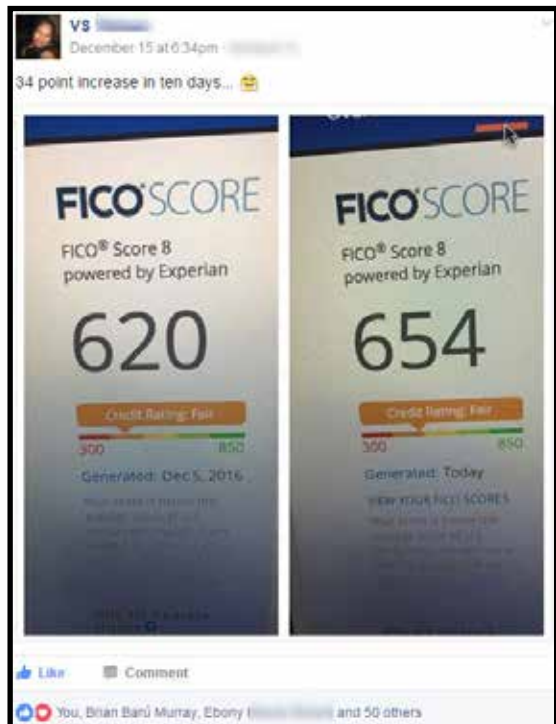 VS
December 15 at 6:34pm
34 point increase in ten days...
FICO® SCORE
FICO® Score 8
powered by Experian
620
Credit Rating: Fair
300 850
Generated: Dec 5, 2016
FICO® SCORE
FICO® Score 8
powered by Experian
654
Credit Rating: Fair
300 850
Generated: Today
VIEW YOUR FICO SCORES
Like Comment
You, Brian Barú Murray, Ebony and 50 others